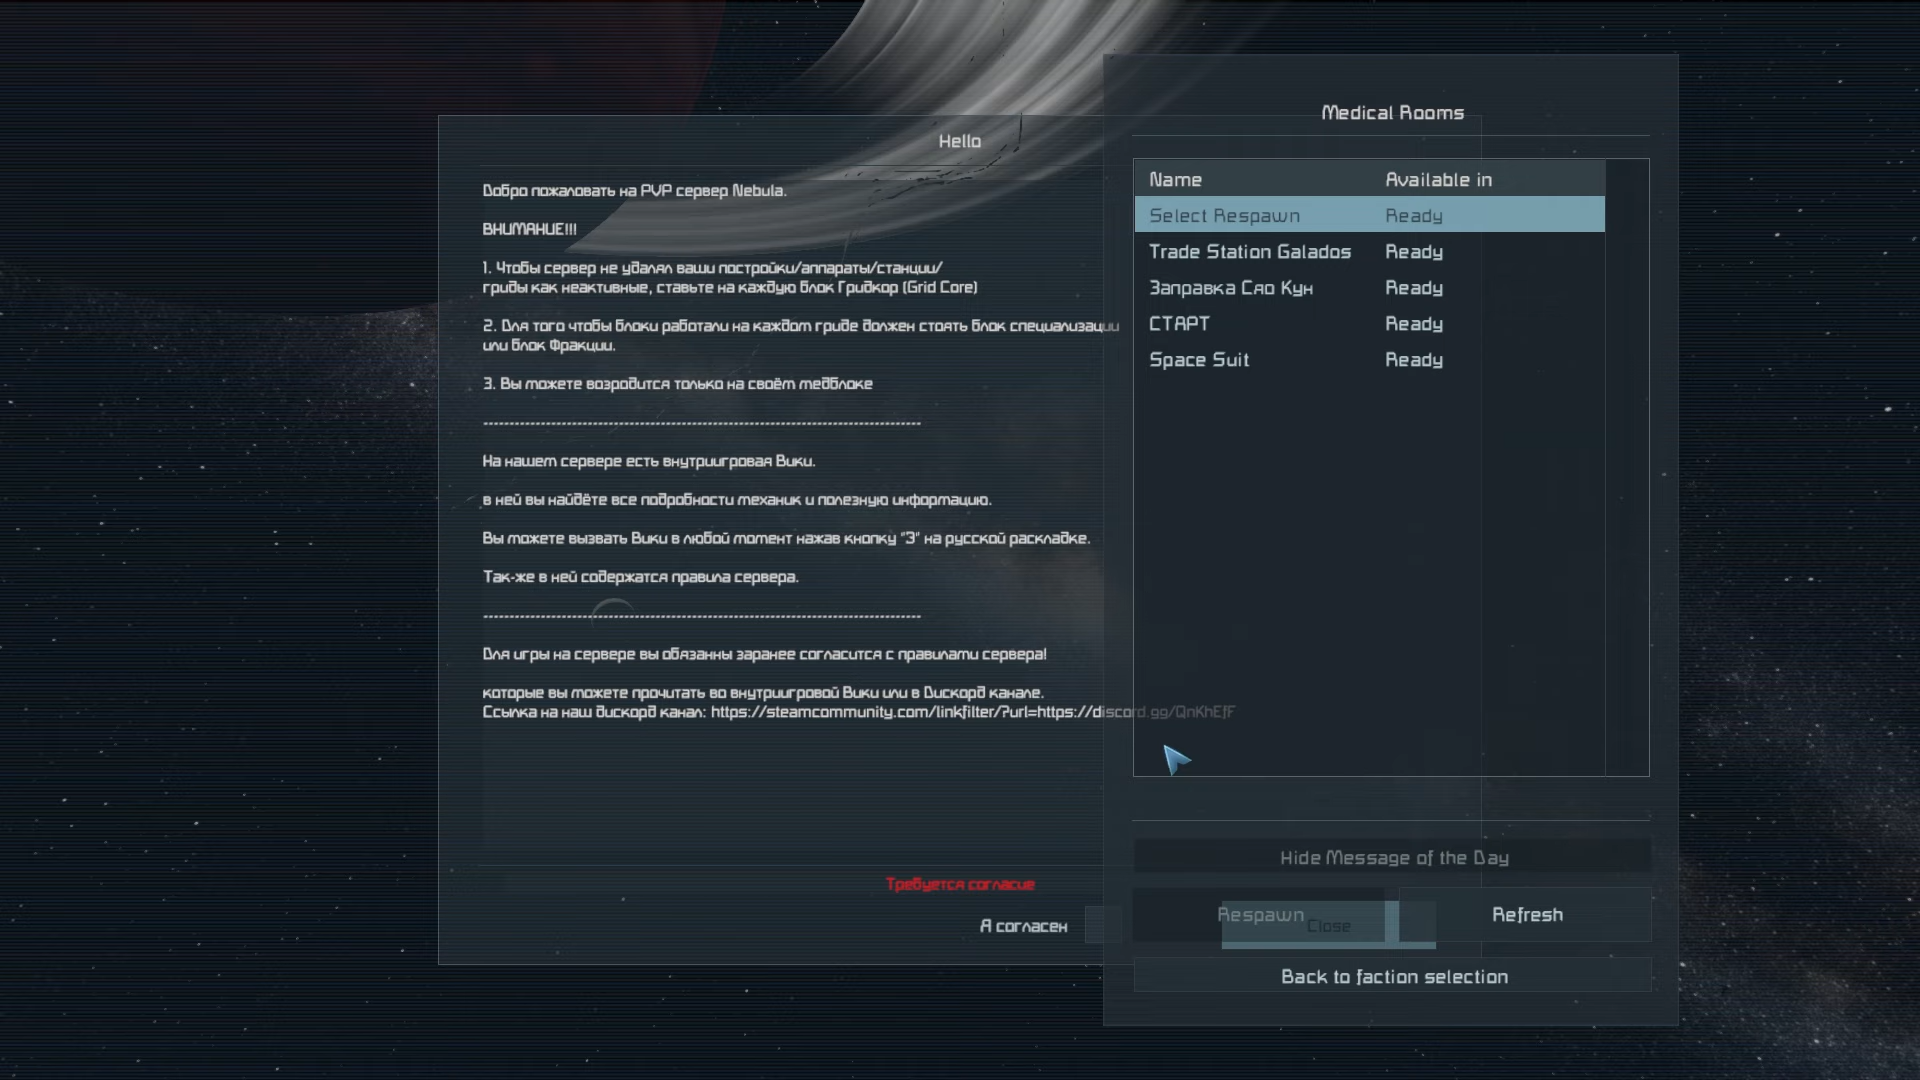 Hello
Добро пожаловать на PVP сервер Nebula.
ВНИМАНИЕ!!!
1. Чтобы сервер не удалял ваши постройки/аппараты/станции/
гриды как неактивные, ставьте на каждую блок Гридкор (Grid Core)
2. Для того чтобы блоки работали на каждом гриде должен стоять блок специализации
или блок Фракции.
3. Вы можете возродится только на своём медблоке
--------------------------------------------------------------------------------
На нашем сервере есть внутриигровая Вики.
в ней вы найдёте все подробности механик и полезную информацию.
Вы можете вызвать Вики в любой момент нажав кнопку "З" на русской раскладке.
Так-же в ней содержатся правила сервера.
--------------------------------------------------------------------------------
Для игры на сервере вы обязанны заранее согласится с правилами сервера!
которые вы можете прочитать во внутриигровой Вики или в Дискорд канале.
Ссылка на наш дискорд канал: https://steamcommunity.com/linkfilter/?url=https://discord.gg/QnKhEfF
Требуется согласие
Я согласен
Close
Medical Rooms
Name Available in
Select Respawn Ready
Trade Station Galados Ready
Заправка Сяо Кун Ready
СТАРТ Ready
Space Suit Ready
Hide Message of the Day
Respawn Refresh
Back to faction selection